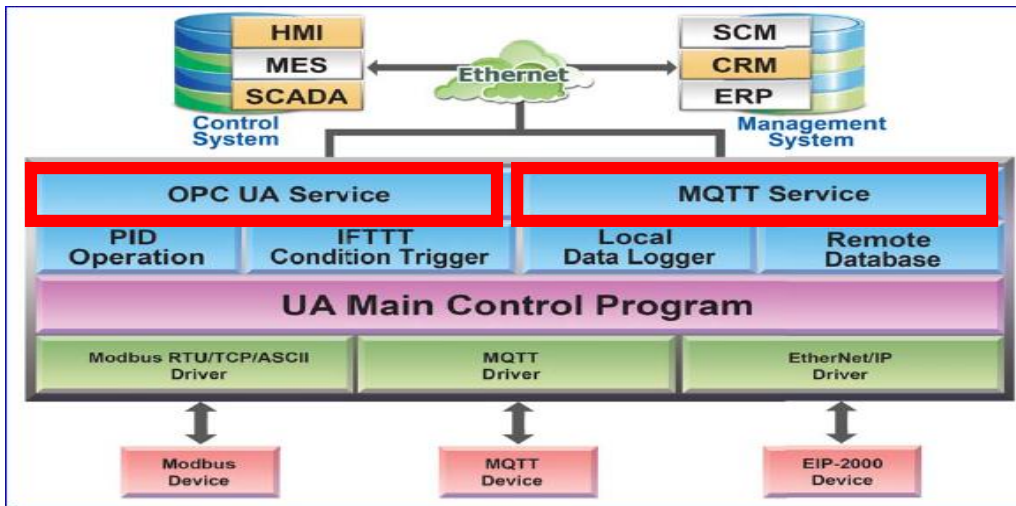 HMI
MES
SCADA
Control
System
Ethernet
SCM
CRM
ERP
Management
System
OPC UA Service
MQTT Service
PID
Operation
IFTTT
Condition Trigger
Local
Data Logger
Remote
Database
UA Main Control Program
Modbus RTU/TCP/ASCII
Driver
MQTT
Driver
EtherNet/IP
Driver
Modbus
Device
MQTT
Device
EIP-2000
Device